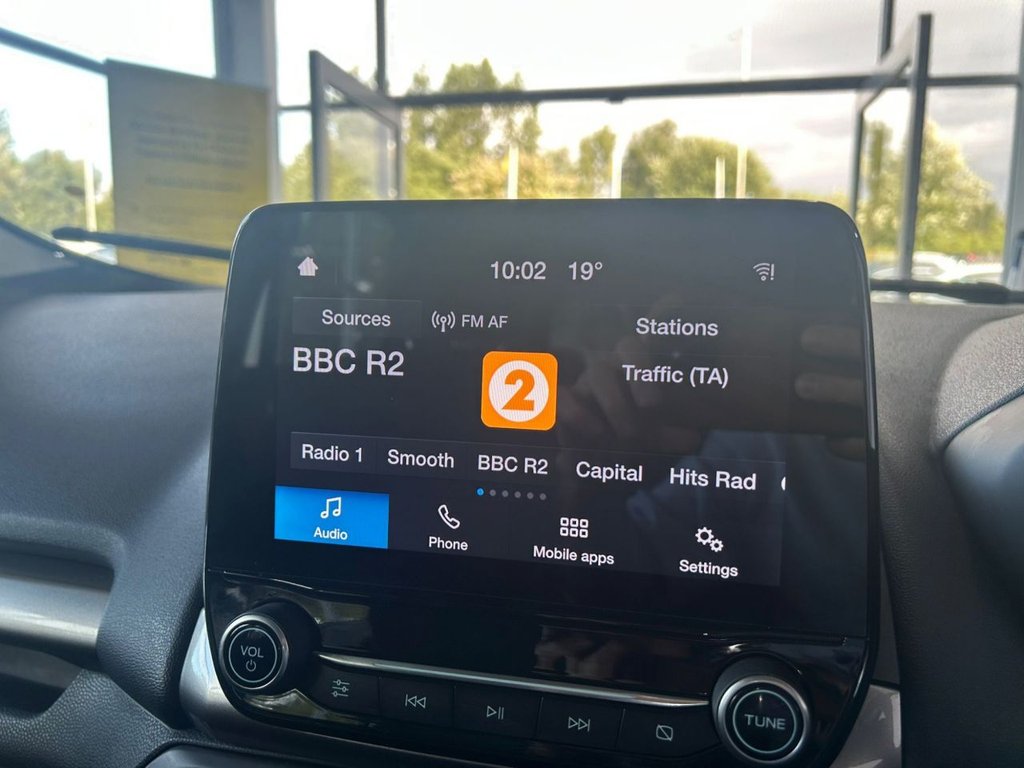 10:02 19°
Sources FM AF Stations
BBC R2 2 Traffic (TA)
Radio 1 Smooth BBC R2 Capital Hits Rad
Audio Phone Mobile apps Settings
VOL
TUNE